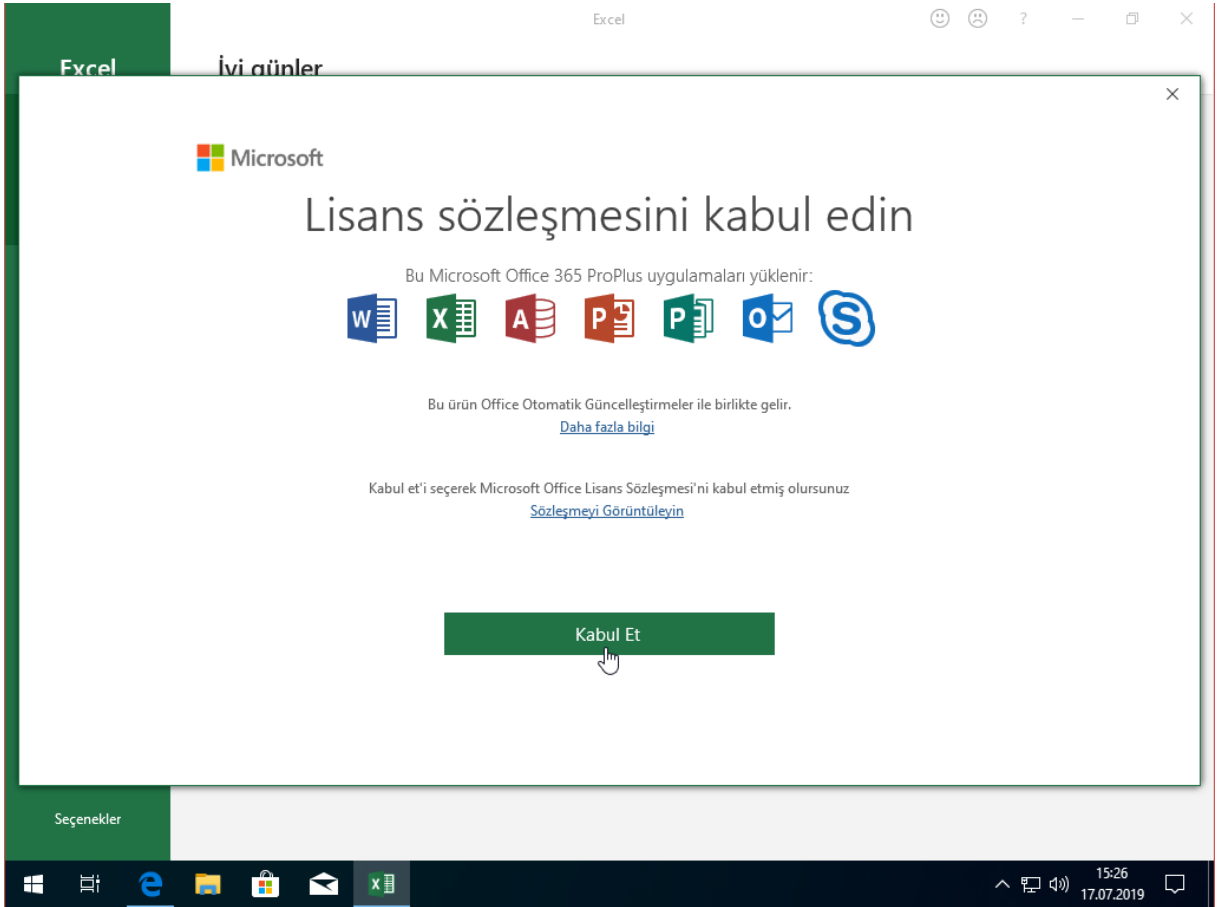 Excel
?
Excel
İyi günler
Microsoft
Lisans sözleşmesini kabul edin
Bu Microsoft Office 365 ProPlus uygulamaları yüklenir:
W X A P P O S
Bu ürün Office Otomatik Güncelleştirmeler ile birlikte gelir.
Daha fazla bilgi
Kabul et'i seçerek Microsoft Office Lisans Sözleşmesi'ni kabul etmiş olursunuz
Sözleşmeyi Görüntüleyin
Kabul Et
Seçenekler
15:26
17.07.2019